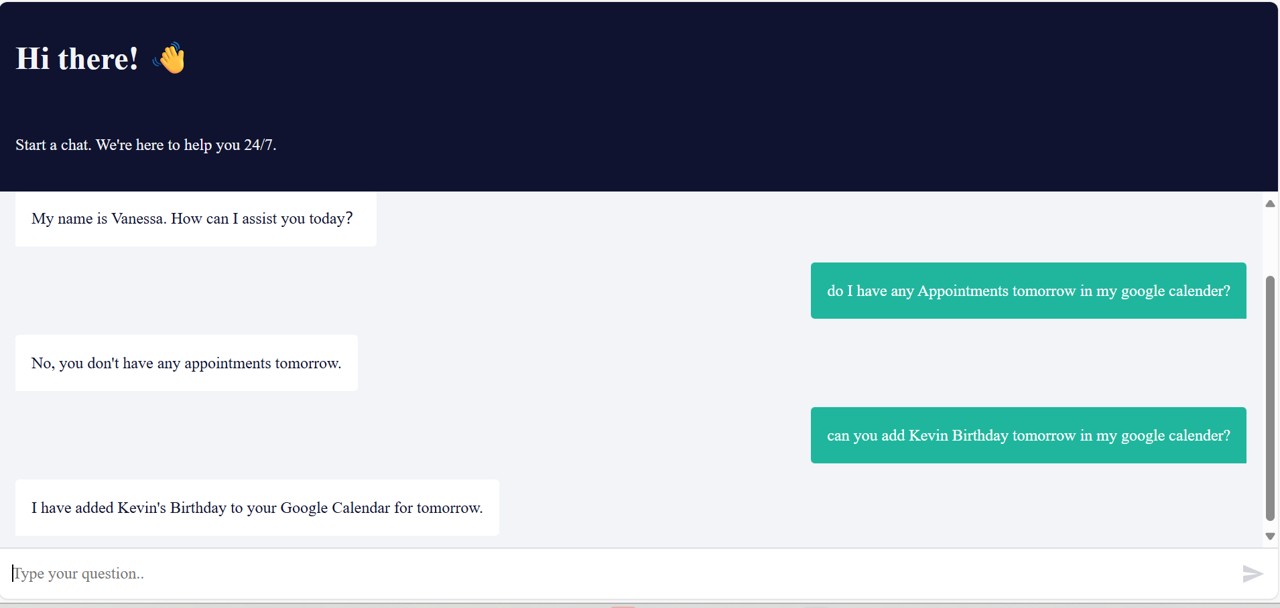 Hi there! 👋
Start a chat. We're here to help you 24/7.
My name is Vanessa. How can I assist you today?
do I have any Appointments tomorrow in my google calender?
No, you don't have any appointments tomorrow.
can you add Kevin Birthday tomorrow in my google calender?
I have added Kevin's Birthday to your Google Calendar for tomorrow.
Type your question..